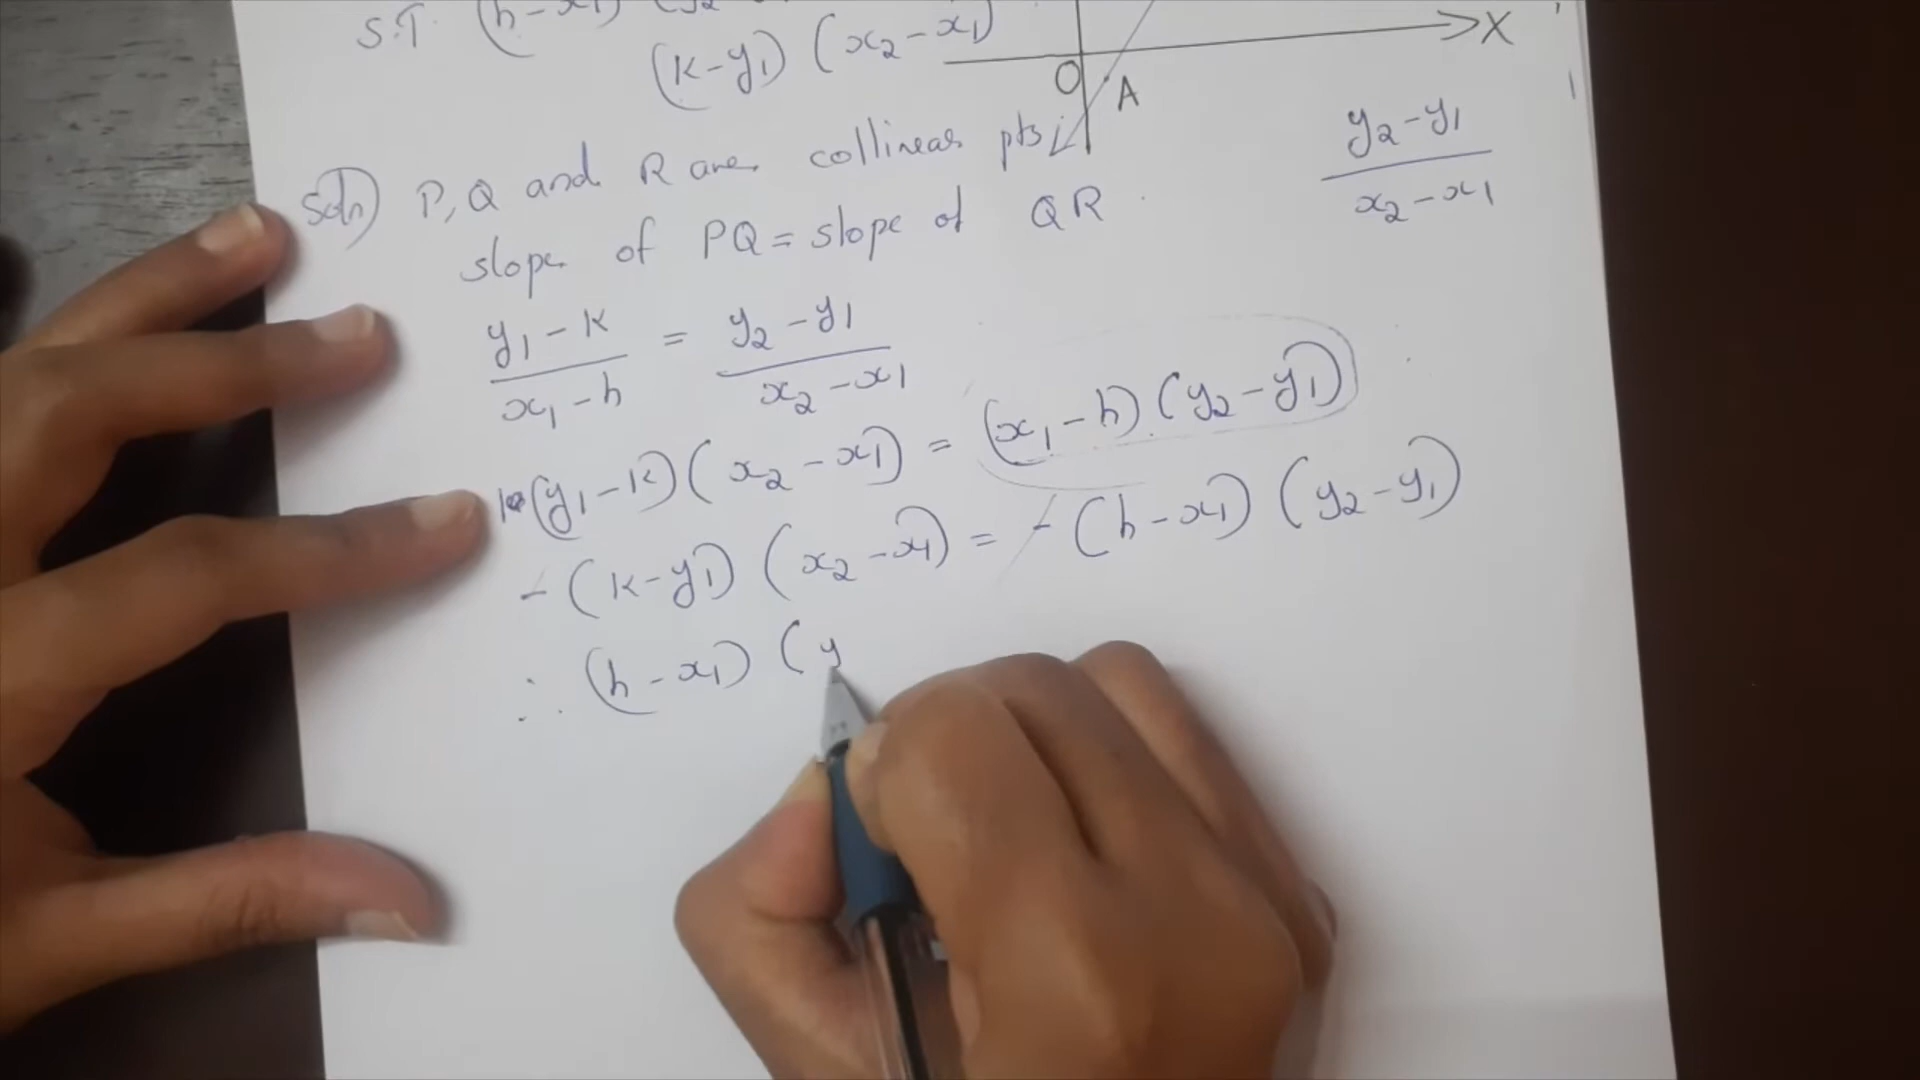 S.T. (h-x1) (y2
(k-y1) (x2-x1)
X
O
A
Soln) P, Q and R are collinear pts
slope of PQ = slope of QR
y2-y1
x2-x1
y1-k = y2-y1
x1-h x2-x1
(y1-k)(x2-x1) = (x1-h)(y2-y1)
-(k-y1)(x2-x1) = -(h-x1)(y2-y1)
∴ (h-x1)(y